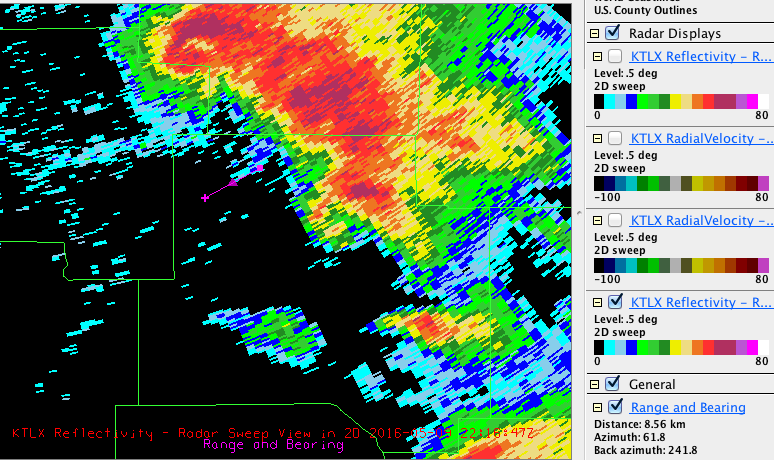 U.S. County Outlines
Radar Displays
KTLX Reflectivity - R...
Level: .5 deg
2D sweep
0 80
KTLX RadialVelocity -...
Level: .5 deg
2D sweep
-100 80
KTLX RadialVelocity -...
Level: .5 deg
2D sweep
-100 80
KTLX Reflectivity - R...
Level: .5 deg
2D sweep
0 80
General
Range and Bearing
Distance: 8.56 km
Azimuth: 61.8
Back azimuth: 241.8
KTLX Reflectivity - Radar Sweep View in 2D
Range and Bearing